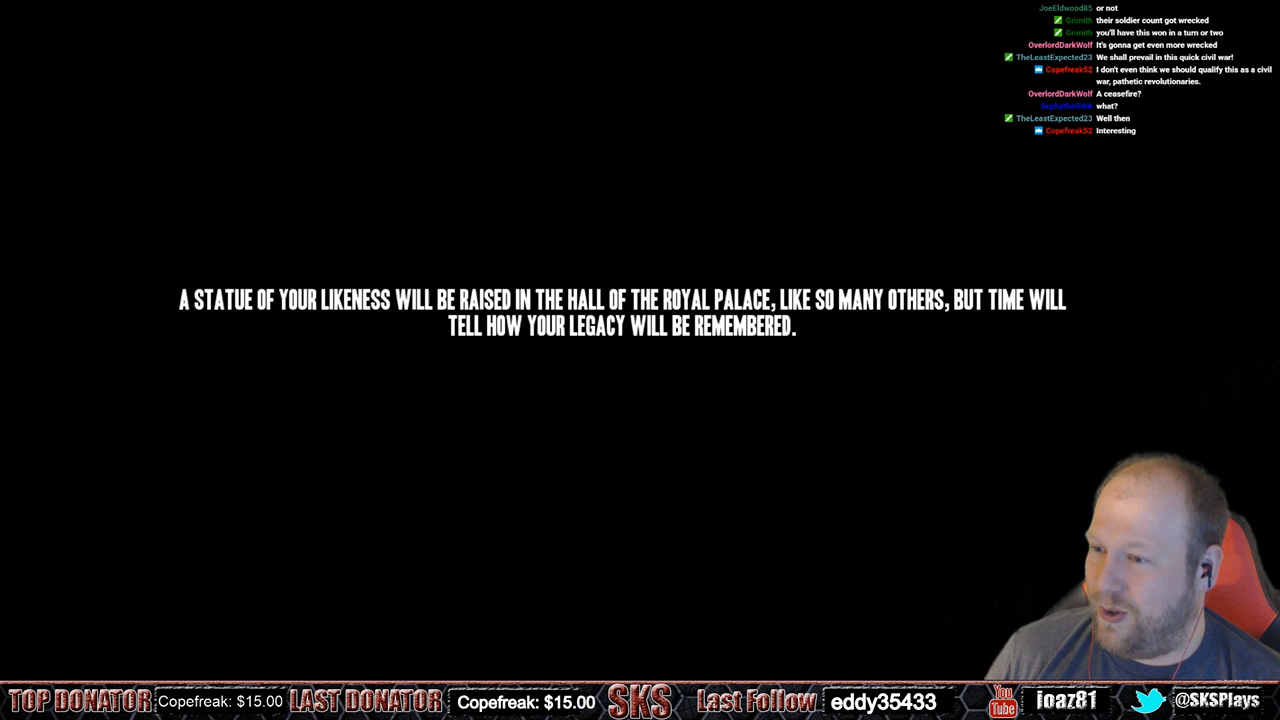 JoeEldwood85 or not
Grimith their soldier count got wrecked
Grimith you'll have this won in a turn or two
OverlordDarkWolf It's gonna get even more wrecked
TheLeastExpected23 We shall prevail in this quick civil war!
Copefreak52 I don't even think we should qualify this as a civil
war, pathetic revolutionaries.
OverlordDarkWolf A ceasefire?
what?
TheLeastExpected23 Well then
Copefreak52 Interesting
A STATUE OF YOUR LIKENESS WILL BE RAISED IN THE HALL OF THE ROYAL PALACE, LIKE SO MANY OTHERS, BUT TIME WILL
TELL HOW YOUR LEGACY WILL BE REMEMBERED.
TOP DONATOR Copefreak: $15.00 LAST DONATOR Copefreak: $15.00 SKS Last Follow eddy35433 You Tube ioaz81 @SKSPlays